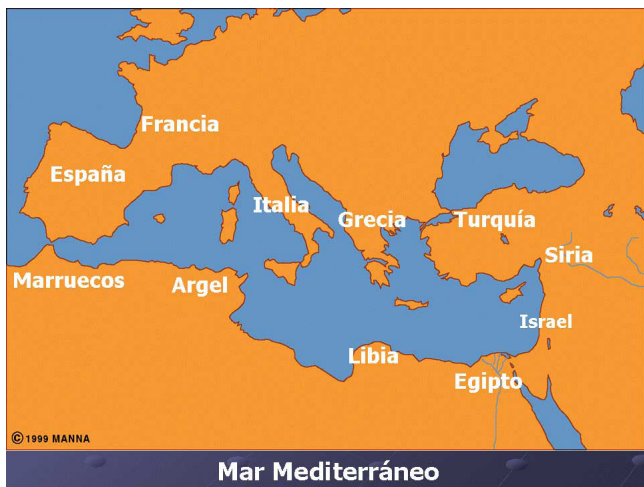 Francia
España
Italia
Grecia
Turquía
Siria
Marruecos
Argel
Israel
Libia
Egipto
© 1999 MANNA
Mar Mediterráneo